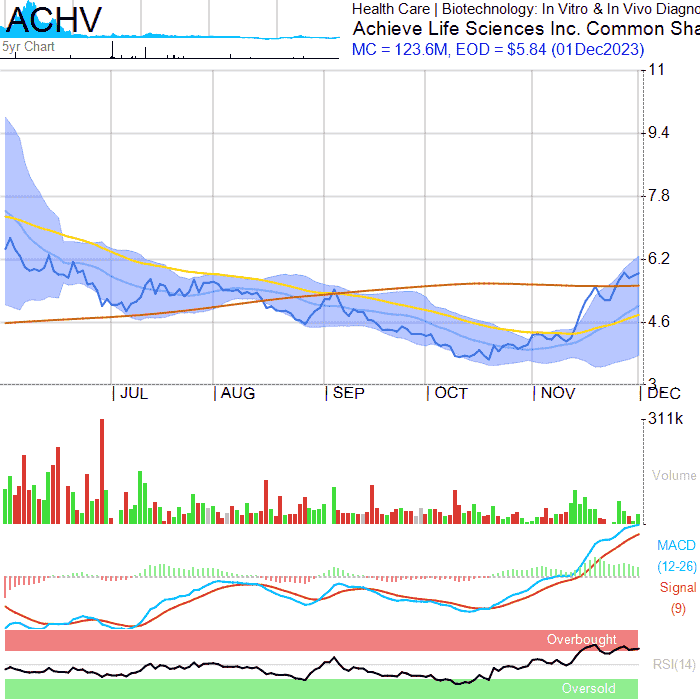 ACHV
5yr Chart
Health Care | Biotechnology: In Vitro & In Vivo Diagno
Achieve Life Sciences Inc. Common Sha
MC = 123.6M, EOD = $5.84 (01Dec2023)
11
9.4
7.8
6.2
4.6
3
| JUL | AUG | SEP | OCT | NOV | DEC
311k
Volume
MACD
(12-26)
Signal
(9)
Overbought
RSI(14)
Oversold